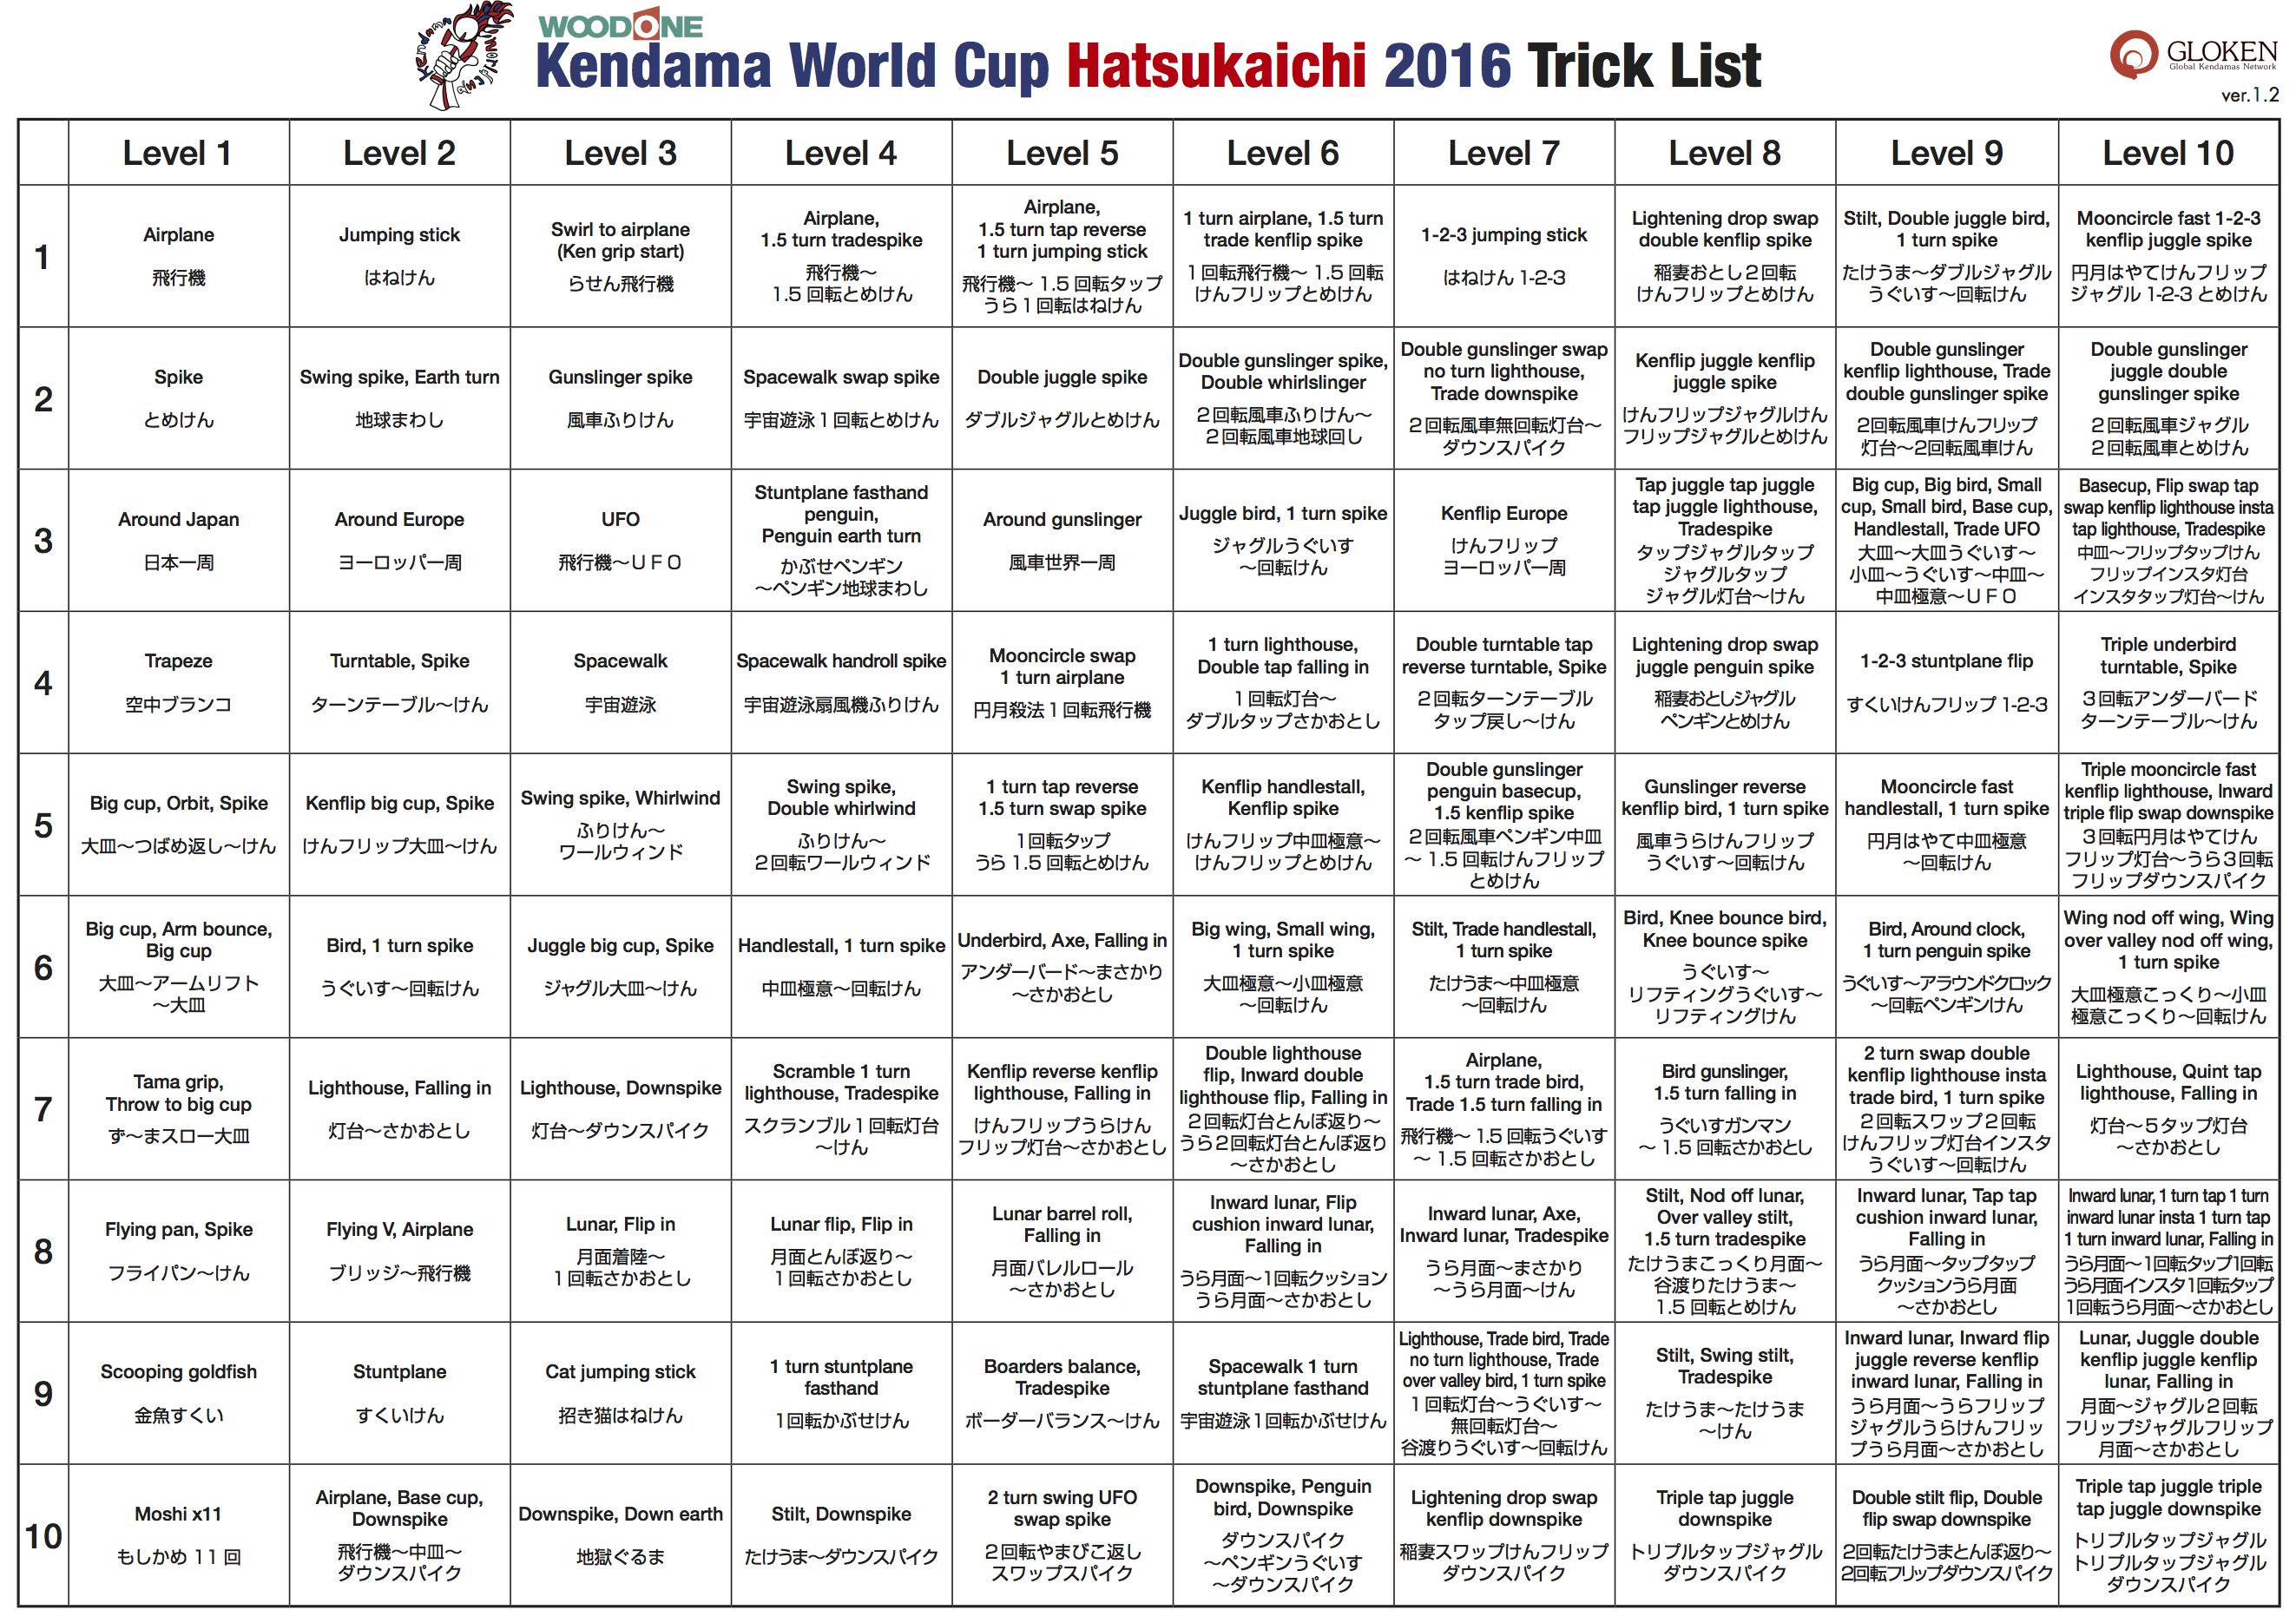 Kendama World Cup
WOODONE
Kendama World Cup Hatsukaichi 2016 Trick List
GLOKEN
Global Kendamas Network
ver.1.2
Level 1
Level 2
Level 3
Level 4
Level 5
Level 6
Level 7
Level 8
Level 9
Level 10
1
Airplane
飛行機
Jumping stick
はねけん
Swirl to airplane
(Ken grip start)
らせん飛行機
Airplane,
1.5 turn tradespike
飛行機〜
1.5 回転とめけん
Airplane,
1.5 turn tap reverse
1 turn jumping stick
飛行機〜 1.5 回転タップ
うら１回転はねけん
1 turn airplane, 1.5 turn
trade kenflip spike
１回転飛行機〜 1.5 回転
けんフリップとめけん
1-2-3 jumping stick
はねけん 1-2-3
Lightening drop swap
double kenflip spike
稲妻おとし２回転
けんフリップとめけん
Stilt, Double juggle bird,
1 turn spike
たけうま〜ダブルジャグル
うぐいす〜回転けん
Mooncircle fast 1-2-3
kenflip juggle spike
円月はやてけんフリップ
ジャグル 1-2-3 とめけん
2
Spike
とめけん
Swing spike, Earth turn
地球まわし
Gunslinger spike
風車ふりけん
Spacewalk swap spike
宇宙遊泳１回転とめけん
Double juggle spike
ダブルジャグルとめけん
Double gunslinger spike,
Double whirlslinger
２回転風車ふりけん〜
２回転風車地球回し
Double gunslinger swap
no turn lighthouse,
Trade downspike
２回転風車無回転灯台〜
ダウンスパイク
Kenflip juggle kenflip
juggle spike
けんフリップジャグルけん
フリップジャグルとめけん
Double gunslinger
kenflip lighthouse, Trade
double gunslinger spike
２回転風車けんフリップ
灯台〜２回転風車けん
Double gunslinger
juggle double
gunslinger spike
２回転風車ジャグル
２回転風車とめけん
3
Around Japan
日本一周
Around Europe
ヨーロッパ一周
UFO
飛行機〜ＵＦＯ
Stuntplane fasthand
penguin,
Penguin earth turn
かぶせペンギン
〜ペンギン地球まわし
Around gunslinger
風車世界一周
Juggle bird, 1 turn spike
ジャグルうぐいす
〜回転けん
Kenflip Europe
けんフリップ
ヨーロッパ一周
Tap juggle tap juggle
tap juggle lighthouse,
Tradespike
タップジャグルタップ
ジャグルタップ
ジャグル灯台〜けん
Big cup, Big bird, Small
cup, Small bird, Base cup,
Handlestall, Trade UFO
大皿〜大皿うぐいす〜
小皿〜うぐいす〜中皿〜
中皿極意〜ＵＦＯ
Basecup, Flip swap tap
swap kenflip lighthouse insta
tap lighthouse, Tradespike
中皿〜フリップタップけん
フリップインスタ灯台
インスタタップ灯台〜けん
4
Trapeze
空中ブランコ
Turntable, Spike
ターンテーブル〜けん
Spacewalk
宇宙遊泳
Spacewalk handroll spike
宇宙遊泳扇風機ふりけん
Mooncircle swap
1 turn airplane
円月殺法１回転飛行機
1 turn lighthouse,
Double tap falling in
１回転灯台〜
ダブルタップさかおとし
Double turntable tap
reverse turntable, Spike
２回転ターンテーブル
タップ戻し〜けん
Lightening drop swap
juggle penguin spike
稲妻おとしジャグル
ペンギンとめけん
1-2-3 stuntplane flip
すくいけんフリップ 1-2-3
Triple underbird
turntable, Spike
３回転アンダーバード
ターンテーブル〜けん
5
Big cup, Orbit, Spike
大皿〜つばめ返し〜けん
Kenflip big cup, Spike
けんフリップ大皿〜けん
Swing spike, Whirlwind
ふりけん〜
ワールウィンド
Swing spike,
Double whirlwind
ふりけん〜
２回転ワールウィンド
1 turn tap reverse
1.5 turn swap spike
１回転タップ
うら 1.5 回転とめけん
Kenflip handlestall,
Kenflip spike
けんフリップ中皿極意〜
けんフリップとめけん
Double gunslinger
penguin basecup,
1.5 kenflip spike
２回転風車ペンギン中皿
〜 1.5 回転けんフリップ
とめけん
Gunslinger reverse
kenflip bird, 1 turn spike
風車うらけんフリップ
うぐいす〜回転けん
Mooncircle fast
handlestall, 1 turn spike
円月はやて中皿極意
〜回転けん
Triple mooncircle fast
kenflip lighthouse, Inward
triple flip swap downspike
３回転円月はやてけん
フリップ灯台〜うら３回転
フリップダウンスパイク
6
Big cup, Arm bounce,
Big cup
大皿〜アームリフト
〜大皿
Bird, 1 turn spike
うぐいす〜回転けん
Juggle big cup, Spike
ジャグル大皿〜けん
Handlestall, 1 turn spike
中皿極意〜回転けん
Underbird, Axe, Falling in
アンダーバード〜まさかり
〜さかおとし
Big wing, Small wing,
1 turn spike
大皿極意〜小皿極意
〜回転けん
Stilt, Trade handlestall,
1 turn spike
たけうま〜中皿極意
〜回転けん
Bird, Knee bounce bird,
Knee bounce spike
うぐいす〜
リフティングうぐいす〜
リフティングけん
Bird, Around clock,
1 turn penguin spike
うぐいす〜アラウンドクロック
〜回転ペンギンけん
Wing nod off wing, Wing
over valley nod off wing,
1 turn spike
大皿極意こっくり〜小皿
極意こっくり〜回転けん
7
Tama grip,
Throw to big cup
ず〜まスロー大皿
Lighthouse, Falling in
灯台〜さかおとし
Lighthouse, Downspike
灯台〜ダウンスパイク
Scramble 1 turn
lighthouse, Tradespike
スクランブル１回転灯台
〜けん
Kenflip reverse kenflip
lighthouse, Falling in
けんフリップうらけん
フリップ灯台〜さかおとし
Double lighthouse
flip, Inward double
lighthouse flip, Falling in
２回転灯台とんぼ返り〜
うら２回転灯台とんぼ返り
〜さかおとし
Airplane,
1.5 turn trade bird,
Trade 1.5 turn falling in
飛行機〜 1.5 回転うぐいす
〜 1.5 回転さかおとし
Bird gunslinger,
1.5 turn falling in
うぐいすガンマン
〜 1.5 回転さかおとし
2 turn swap double
kenflip lighthouse insta
trade bird, 1 turn spike
２回転スワップ２回転
けんフリップ灯台インスタ
うぐいす〜回転けん
Lighthouse, Quint tap
lighthouse, Falling in
灯台〜５タップ灯台
〜さかおとし
8
Flying pan, Spike
フライパン〜けん
Flying V, Airplane
ブリッジ〜飛行機
Lunar, Flip in
月面着陸〜
１回転さかおとし
Lunar flip, Flip in
月面とんぼ返り〜
１回転さかおとし
Lunar barrel roll,
Falling in
月面バレルロール
〜さかおとし
Inward lunar, Flip
cushion inward lunar,
Falling in
うら月面〜１回転クッション
うら月面〜さかおとし
Inward lunar, Axe,
Inward lunar, Tradespike
うら月面〜まさかり
〜うら月面〜けん
Stilt, Nod off lunar,
Over valley stilt,
1.5 turn tradespike
たけうまこっくり月面〜
谷渡りたけうま〜
1.5 回転とめけん
Inward lunar, Tap tap
cushion inward lunar,
Falling in
うら月面〜タップタップ
クッションうら月面
〜さかおとし
Inward lunar, 1 turn tap 1 turn
inward lunar insta 1 turn tap
1 turn inward lunar, Falling in
うら月面〜１回転タップ１回転
うら月面インスタ１回転タップ
１回転うら月面〜さかおとし
9
Scooping goldfish
金魚すくい
Stuntplane
すくいけん
Cat jumping stick
招き猫はねけん
1 turn stuntplane
fasthand
１回転かぶせけん
Boarders balance,
Tradespike
ボーダーバランス〜けん
Spacewalk 1 turn
stuntplane fasthand
宇宙遊泳１回転かぶせけん
Lighthouse, Trade bird, Trade
no turn lighthouse, Trade
over valley bird, 1 turn spike
１回転灯台〜うぐいす〜
無回転灯台〜
谷渡りうぐいす〜回転けん
Stilt, Swing stilt,
Tradespike
たけうま〜たけうま
〜けん
Inward lunar, Inward flip
juggle reverse kenflip
inward lunar, Falling in
うら月面〜うらフリップ
ジャグルうらけんフリッ
プうら月面〜さかおとし
Lunar, Juggle double
kenflip juggle kenflip
lunar, Falling in
月面〜ジャグル２回転
フリップジャグルフリップ
月面〜さかおとし
10
Moshi x11
もしかめ 11 回
Airplane, Base cup,
Downspike
飛行機〜中皿〜
ダウンスパイク
Downspike, Down earth
地獄ぐるま
Stilt, Downspike
たけうま〜ダウンスパイク
2 turn swing UFO
swap spike
２回転やまびこ返し
スワップスパイク
Downspike, Penguin
bird, Downspike
ダウンスパイク
〜ペンギンうぐいす
〜ダウンスパイク
Lightening drop swap
kenflip downspike
稲妻スワップけんフリップ
ダウンスパイク
Triple tap juggle
downspike
トリプルタップジャグル
ダウンスパイク
Double stilt flip, Double
flip swap downspike
２回転たけうまとんぼ返り〜
２回転フリップダウンスパイク
Triple tap juggle triple
tap juggle downspike
トリプルタップジャグル
トリプルタップジャグル
ダウンスパイク